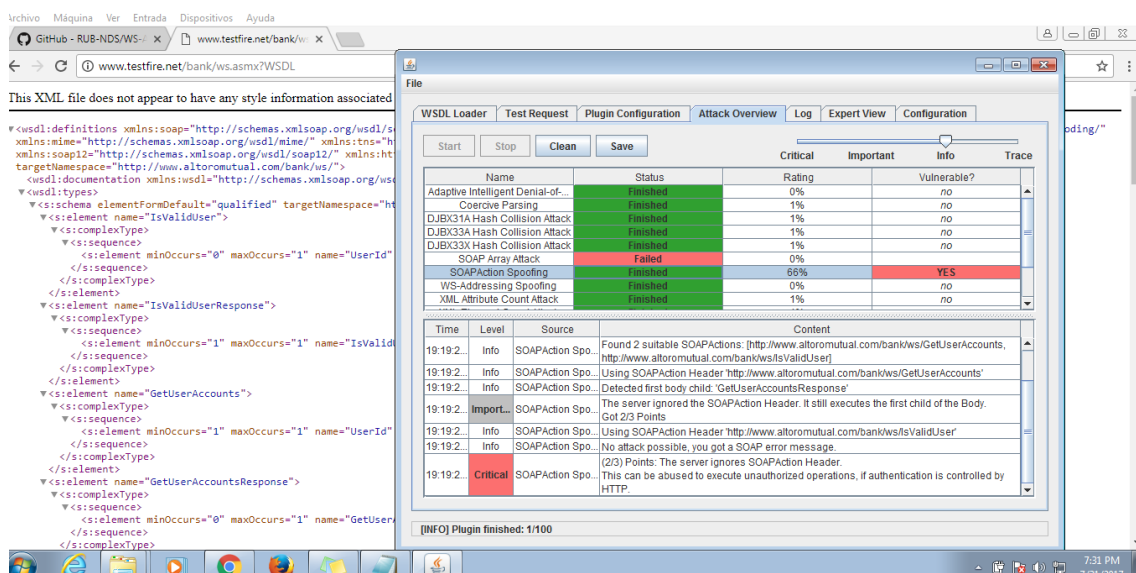 Archivo Máquina Ver Entrada Dispositivos Ayuda
GitHub - RUB-NDS/WS-A
www.testfire.net/bank/w
www.testfire.net/bank/ws.asmx?WSDL
This XML file does not appear to have any style information associated
<wsdl:definitions xmlns:soap="http://schemas.xmlsoap.org/wsdl/s
oding/"
xmlns:mime="http://schemas.xmlsoap.org/wsdl/mime/" xmlns:tns="h
xmlns:soap12="http://schemas.xmlsoap.org/wsdl/soap12/" xmlns:ht
targetNamespace="http://www.altoromutual.com/bank/ws/">
<wsdl:documentation xmlns:wsdl="http://schemas.xmlsoap.org/wsd
<wsdl:types>
<s:schema elementFormDefault="qualified" targetNamespace="ht
<s:element name="IsValidUser">
<s:complexType>
<s:sequence>
<s:element minOccurs="0" maxOccurs="1" name="UserId"
</s:sequence>
</s:complexType>
</s:element>
<s:element name="IsValidUserResponse">
<s:complexType>
<s:sequence>
<s:element minOccurs="0" maxOccurs="1" name="IsValid
</s:sequence>
</s:complexType>
</s:element>
<s:element name="GetUserAccounts">
<s:complexType>
<s:sequence>
<s:element minOccurs="1" maxOccurs="1" name="UserId"
</s:sequence>
</s:complexType>
</s:element>
<s:element name="GetUserAccountsResponse">
<s:complexType>
<s:sequence>
<s:element minOccurs="0" maxOccurs="1" name="GetUser
</s:sequence>
</s:complexType>
File
WSDL Loader Test Request Plugin Configuration Attack Overview Log Expert View Configuration
Start Stop Clean Save
Critical Important Info Trace
Name Status Rating Vulnerable?
Adaptive Intelligent Denial-of-... Finished 0% no
Coercive Parsing Finished 1% no
DJBX31A Hash Collision Attack Finished 1% no
DJBX33A Hash Collision Attack Finished 1% no
DJBX33X Hash Collision Attack Finished 1% no
SOAP Array Attack Failed 0%
SOAPAction Spoofing Finished 66% YES
WS-Addressing Spoofing Finished 0% no
XML Attribute Count Attack Finished 1% no
Time Level Source Content
19:19:2... Info SOAPAction Spo... Found 2 suitable SOAPActions: [http://www.altoromutual.com/bank/ws/GetUserAccounts,
http://www.altoromutual.com/bank/ws/IsValidUser]
19:19:2... Info SOAPAction Spo... Using SOAPAction Header 'http://www.altoromutual.com/bank/ws/GetUserAccounts'
19:19:2... Info SOAPAction Spo... Detected first body child: 'GetUserAccountsResponse'
19:19:2... Import... SOAPAction Spo... The server ignored the SOAPAction Header. It still executes the first child of the Body.
Got 2/3 Points
19:19:2... Info SOAPAction Spo... Using SOAPAction Header 'http://www.altoromutual.com/bank/ws/IsValidUser'
19:19:2... Info SOAPAction Spo... No attack possible, you got a SOAP error message.
19:19:2... Critical SOAPAction Spo... (2/3) Points: The server ignores SOAPAction Header.
This can be abused to execute unauthorized operations, if authentication is controlled by
HTTP.
[INFO] Plugin finished: 1/100
7:31 PM